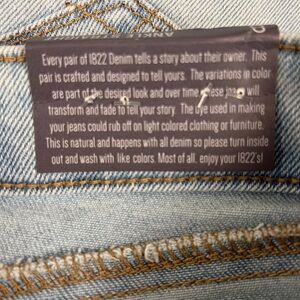 Every pair of 1822 Denim tells a story about their owner. This
pair is crafted and designed to tell yours. The variations in color
are part of the desired look and over time these jeans will
transform and fade to tell your story. The dye used in making
your jeans could rub off on light colored clothing or furniture.
This is natural and happens with all denim so please turn inside
out and wash with like colors. Most of all, enjoy your 1822's!